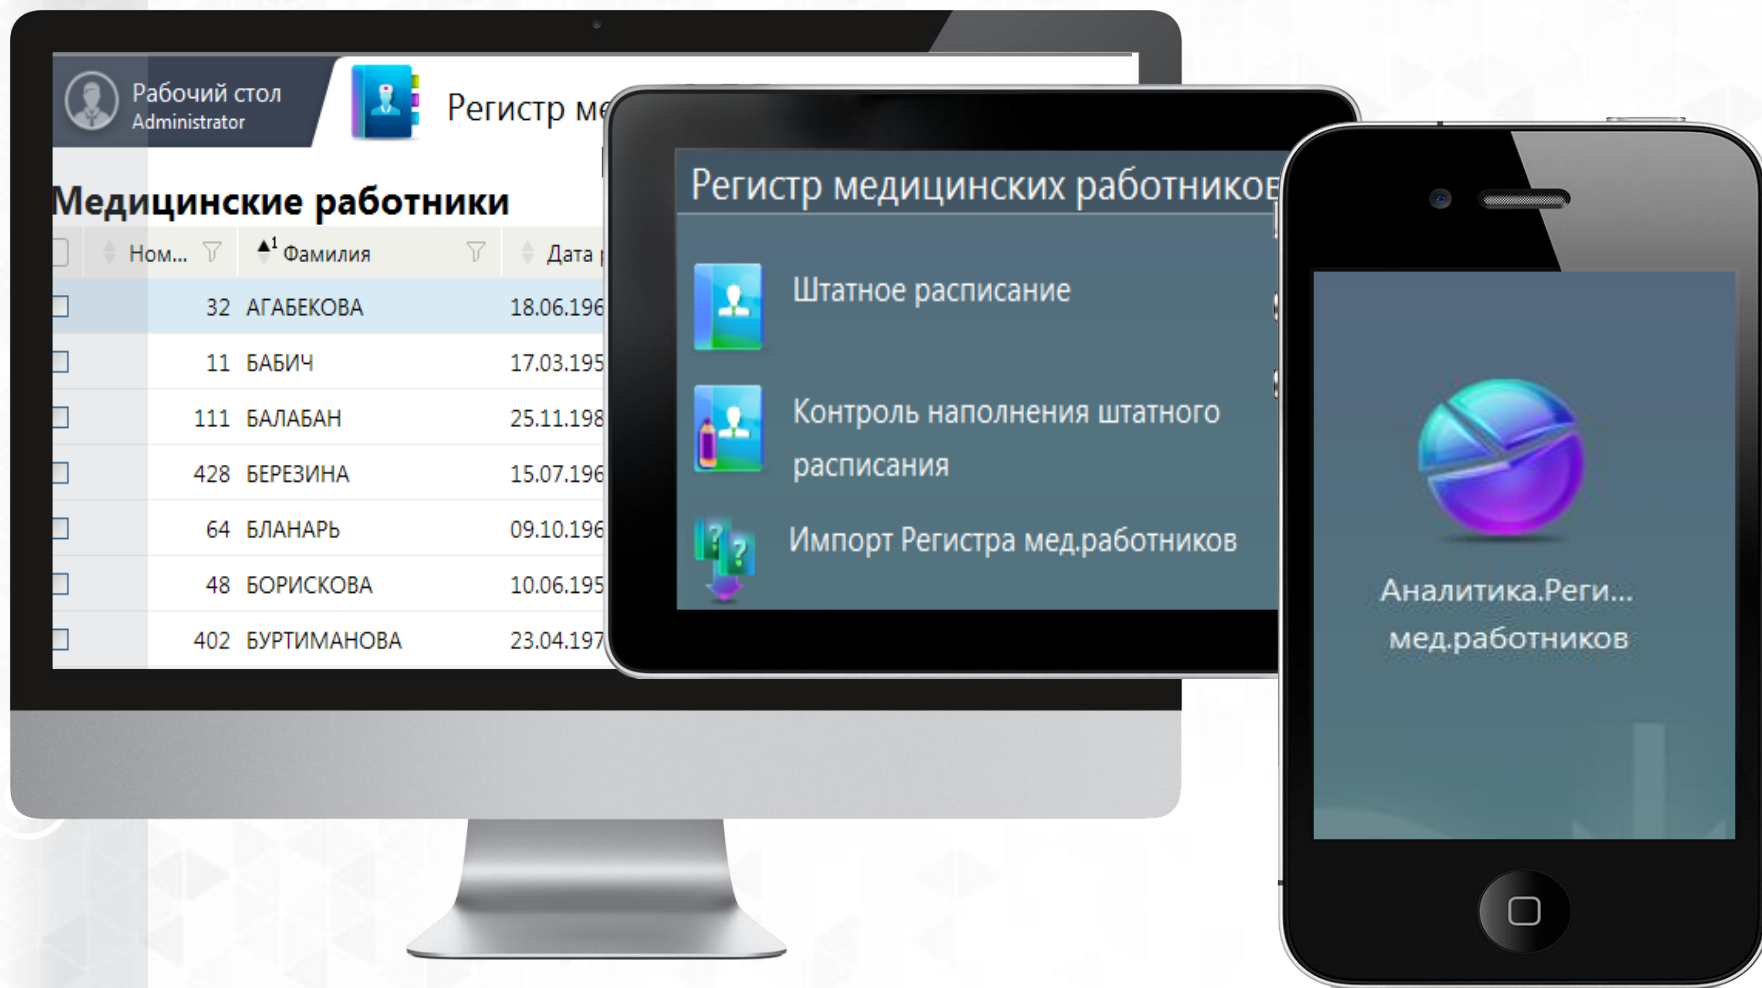 Рабочий стол
Administrator
Регистр
Медицинские работники
Ном... 1 Фамилия Дата
32 АГАБЕКОВА 18.06.196
11 БАБИЧ 17.03.195
111 БАЛАБАН 25.11.198
428 БЕРЕЗИНА 15.07.196
64 БЛАНАРЬ 09.10.196
48 БОРИСКОВА 10.06.195
402 БУРТИМАНОВА 23.04.197
Регистр медицинских работников
Штатное расписание
Контроль наполнения штатного
расписания
Импорт Регистра мед.работников
Аналитика.Реги...
мед.работников